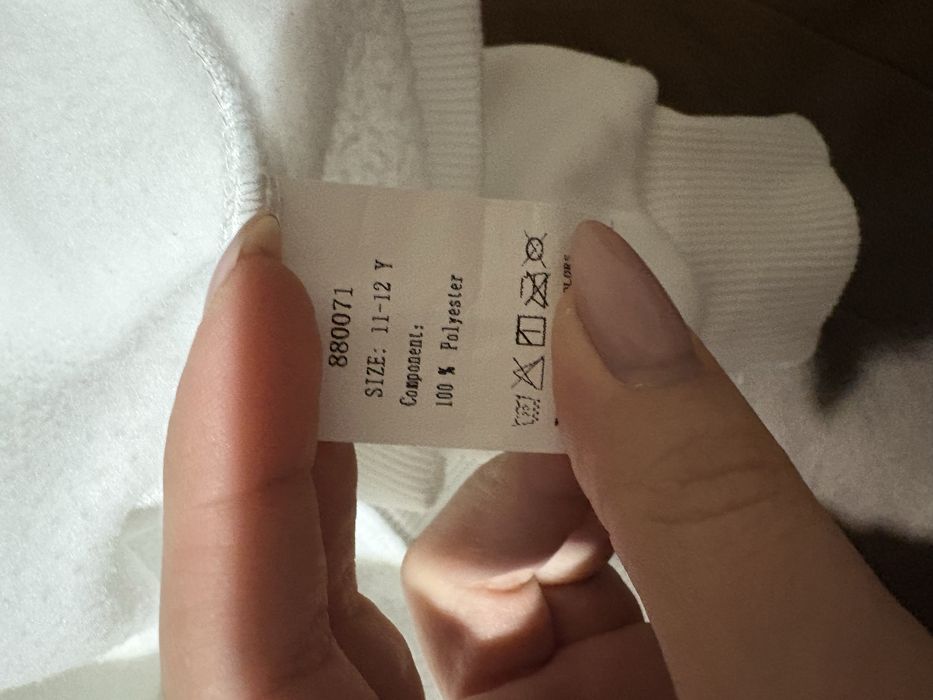 880071
SIZE: 11-12 Y
Component:
100 % Polyester